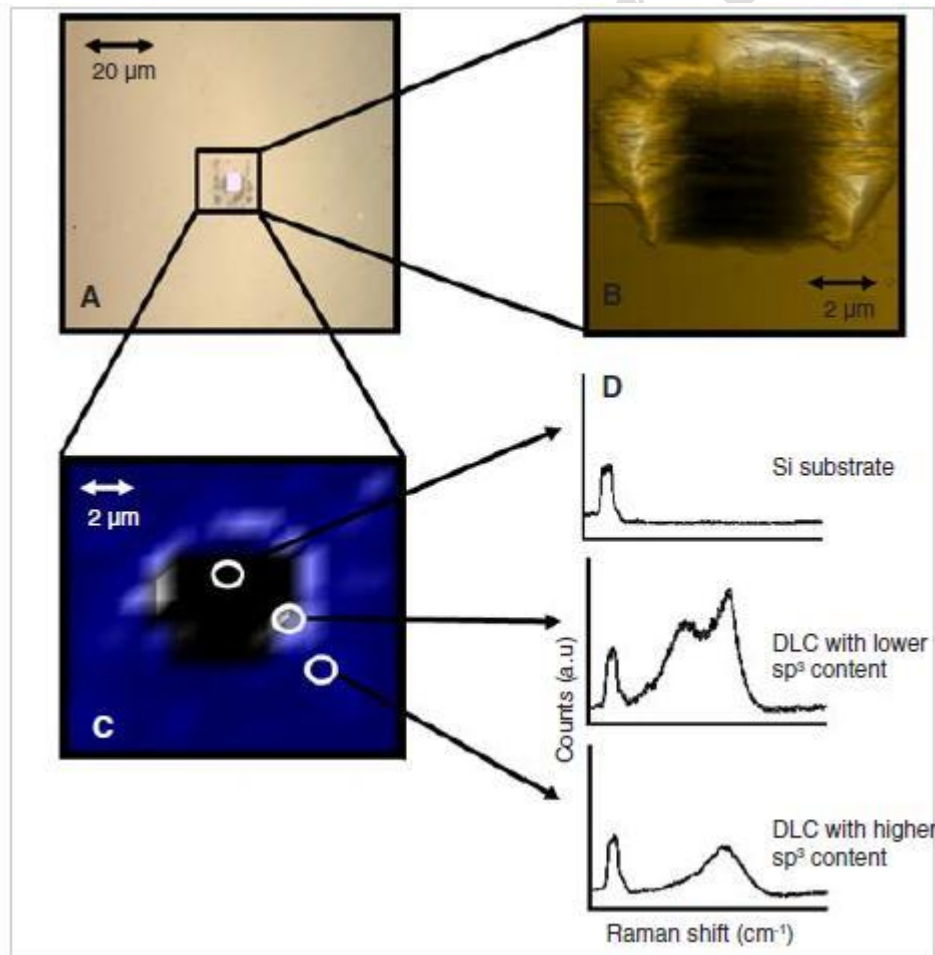 20 µm
A
B
2 µm
2 µm
C
D
Si substrate
DLC with lower
sp³ content
Counts (a.u)
DLC with higher
sp³ content
Raman shift (cm⁻¹)